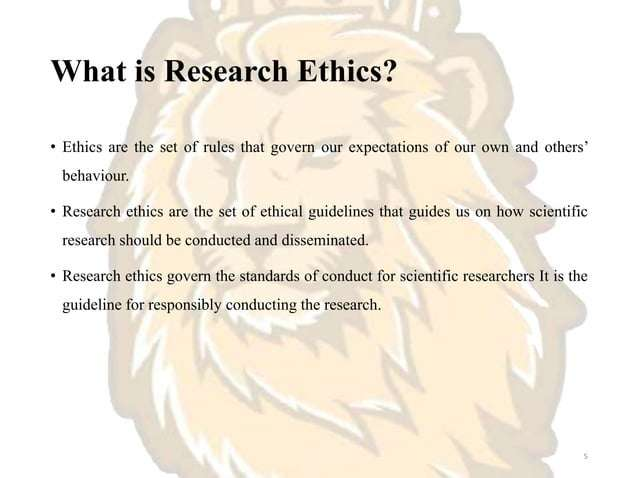 What is Research Ethics?
• Ethics are the set of rules that govern our expectations of our own and others’
behaviour.
• Research ethics are the set of ethical guidelines that guides us on how scientific
research should be conducted and disseminated.
• Research ethics govern the standards of conduct for scientific researchers It is the
guideline for responsibly conducting the research.
5